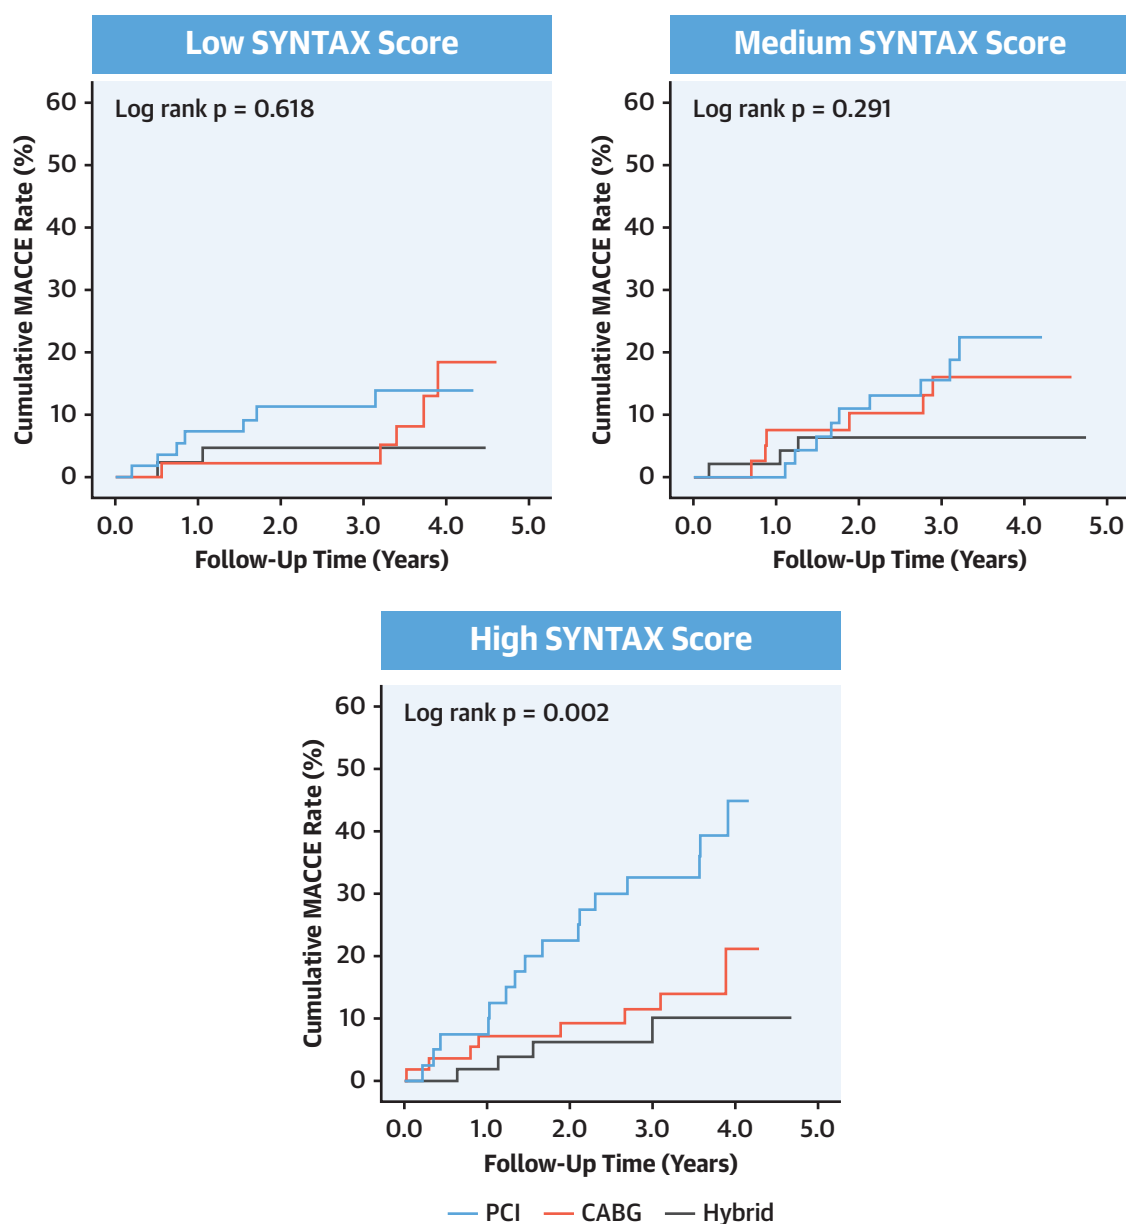 Low SYNTAX Score
Log rank p = 0.618
Cumulative MACCE Rate (%)
60
50
40
30
20
10
0
0.0 1.0 2.0 3.0 4.0 5.0
Follow-Up Time (Years)
Medium SYNTAX Score
Log rank p = 0.291
Cumulative MACCE Rate (%)
60
50
40
30
20
10
0
0.0 1.0 2.0 3.0 4.0 5.0
Follow-Up Time (Years)
High SYNTAX Score
Log rank p = 0.002
Cumulative MACCE Rate (%)
60
50
40
30
20
10
0
0.0 1.0 2.0 3.0 4.0 5.0
Follow-Up Time (Years)
PCI CABG Hybrid